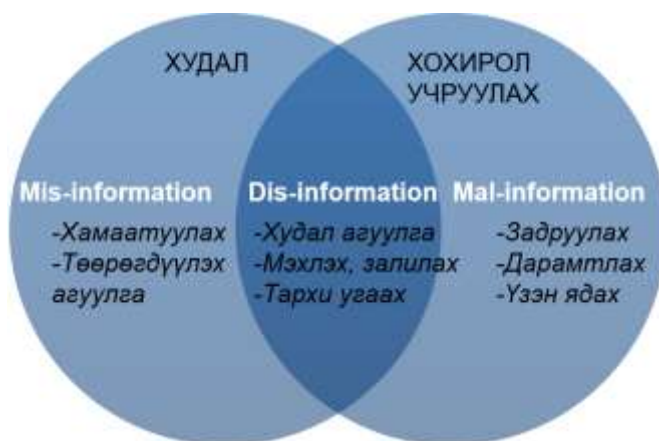 ХУДАЛ
ХОХИРОЛ
УЧРУУЛАХ
Mis-information
-Хамаатуулах
-Төөрөгдүүлэх
агуулга
Dis-information
-Худал агуулга
-Мэхлэх, залилах
-Тархи угаах
Mal-information
-Задруулах
-Дарамтлах
-Үзэн ядах